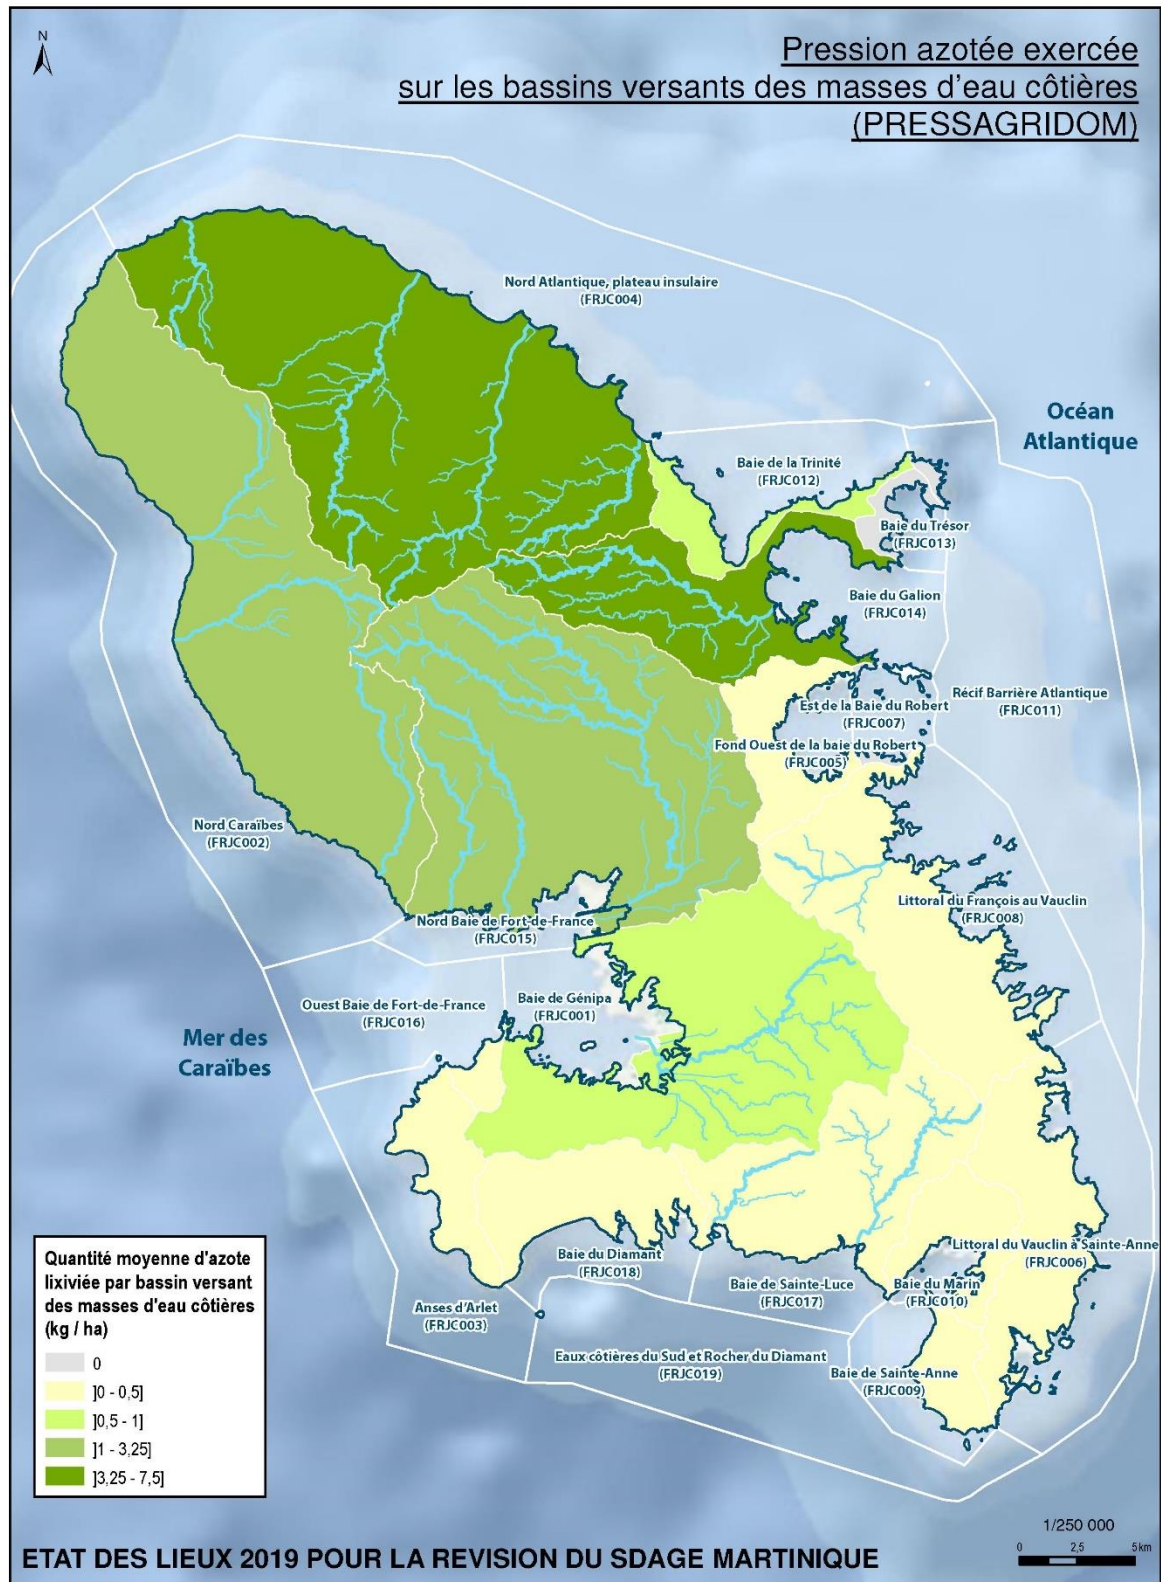 N
Pression azotée exercée
sur les bassins versants des masses d'eau côtières
(PRESSAGRIDOM)
Nord Atlantique, plateau insulaire
(FRJC004)
Océan
Atlantique
Baie de la Trinité
(FRJC012)
Baie du Trésor
(FRJC013)
Baie du Galion
(FRJC014)
Récif Barrière Atlantique
(FRJC011)
Est de la Baie du Robert
(FRJC007)
Fond Ouest de la baie du Robert
(FRJC005)
Nord Caraïbes
(FRJC002)
Littoral du François au Vauclin
(FRJC008)
Nord Baie de Fort-de-France
(FRJC015)
Ouest Baie de Fort-de-France
(FRJC016)
Baie de Génipa
(FRJC001)
Mer des
Caraïbes
Littoral du Vauclin à Sainte-Anne
(FRJC006)
Baie du Diamant
(FRJC018)
Baie de Sainte-Luce
(FRJC017)
Baie du Marin
(FRJC010)
Anses d'Arlet
(FRJC003)
Eaux côtières du Sud et Rocher du Diamant
(FRJC019)
Baie de Sainte-Anne
(FRJC009)
Quantité moyenne d'azote
lixiviée par bassin versant
des masses d'eau côtières
(kg / ha)
0
]0 - 0,5]
]0,5 - 1]
]1 - 3,25]
]3,25 - 7,5]
1/250 000
0 2,5 5 km
ETAT DES LIEUX 2019 POUR LA REVISION DU SDAGE MARTINIQUE